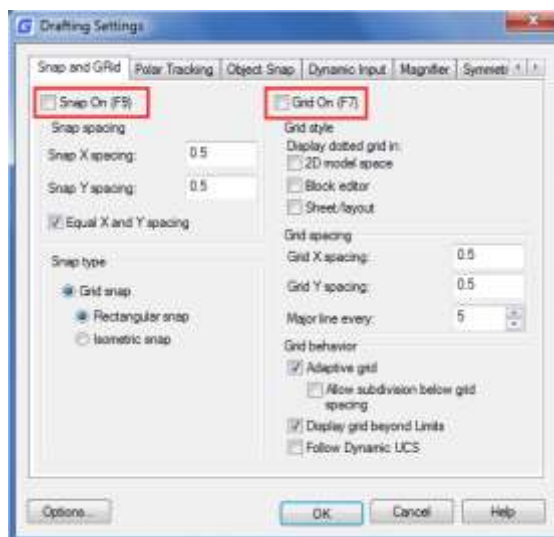 Drafting Settings
Snap and GRid
Polar Tracking
Object Snap
Dynamic Input
Magnifier
Symmetri
Snap On (F9)
Snap spacing
Snap X spacing:
0.5
Snap Y spacing:
0.5
Equal X and Y spacing
Snap type
Grid snap
Rectangular snap
Isometric snap
Grid On (F7)
Grid style
Display dotted grid in:
2D model space
Block editor
Sheet/layout
Grid spacing
Grid X spacing:
0.5
Grid Y spacing:
0.5
Major line every:
5
Grid behavior
Adaptive grid
Allow subdivision below grid
spacing
Display grid beyond Limits
Follow Dynamic UCS
Options...
OK
Cancel
Help